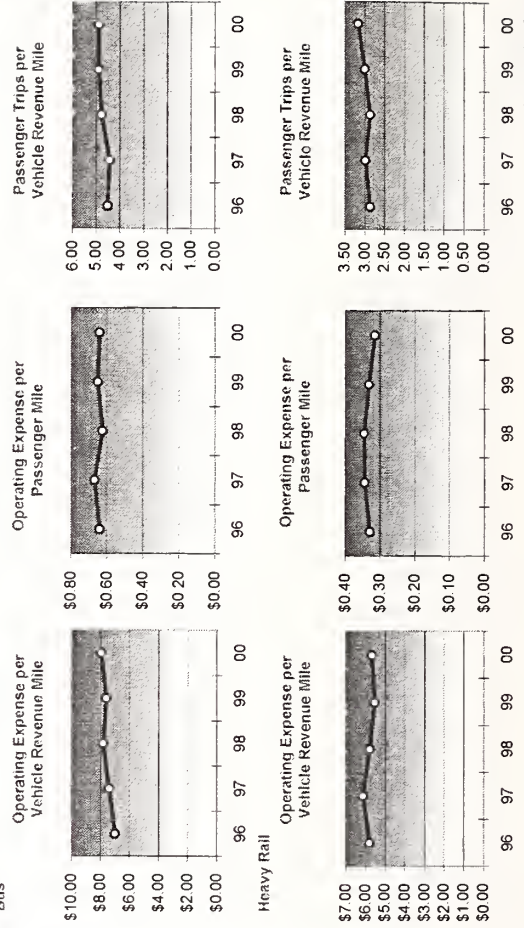 Bus
Operating Expense per
Vehicle Revenue Mile
$10.00
$8.00
$6.00
$4.00
$2.00
$0.00
96 97 98 99 00
Operating Expense per
Passenger Mile
$0.80
$0.60
$0.40
$0.20
$0.00
96 97 98 99 00
Passenger Trips per
Vehicle Revenue Mile
6.00
5.00
4.00
3.00
2.00
1.00
0.00
96 97 98 99 00
Heavy Rail
Operating Expense per
Vehicle Revenue Mile
$7.00
$6.00
$5.00
$4.00
$3.00
$2.00
$1.00
$0.00
96 97 98 99 00
Operating Expense per
Passenger Mile
$0.40
$0.30
$0.20
$0.10
$0.00
96 97 98 99 00
Passenger Trips per
Vehiclo Revenue Mile
3.50
3.00
2.50
2.00
1.50
1.00
0.50
0.00
96 97 98 99 00